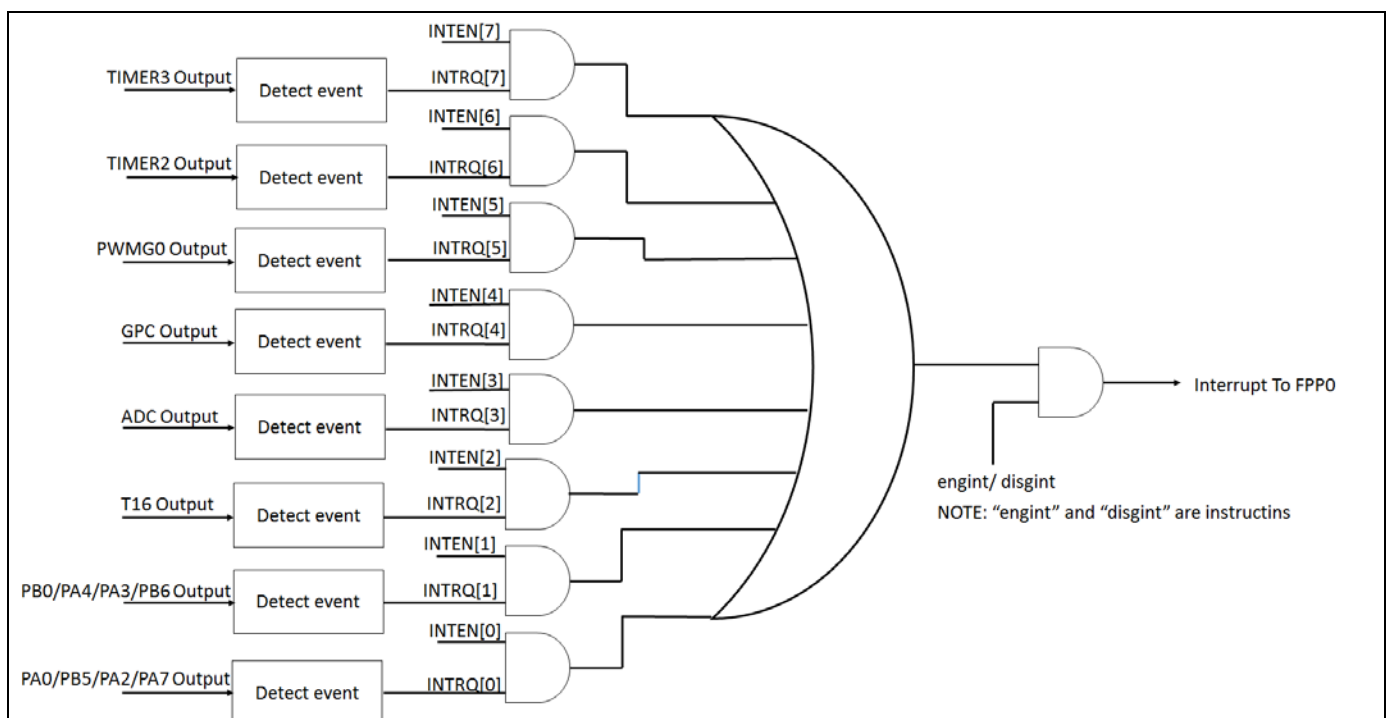 INTEN[7]
TIMER3 Output
Detect event
INTRQ[7]
INTEN[6]
TIMER2 Output
Detect event
INTRQ[6]
INTEN[5]
PWMG0 Output
Detect event
INTRQ[5]
INTEN[4]
GPC Output
Detect event
INTRQ[4]
INTEN[3]
ADC Output
Detect event
INTRQ[3]
INTEN[2]
T16 Output
Detect event
INTRQ[2]
INTEN[1]
PB0/PA4/PA3/PB6 Output
Detect event
INTRQ[1]
INTEN[0]
PA0/PB5/PA2/PA7 Output
Detect event
INTRQ[0]
Interrupt To FPP0
engint/ disgint
NOTE: “engint” and “disgint” are instructins